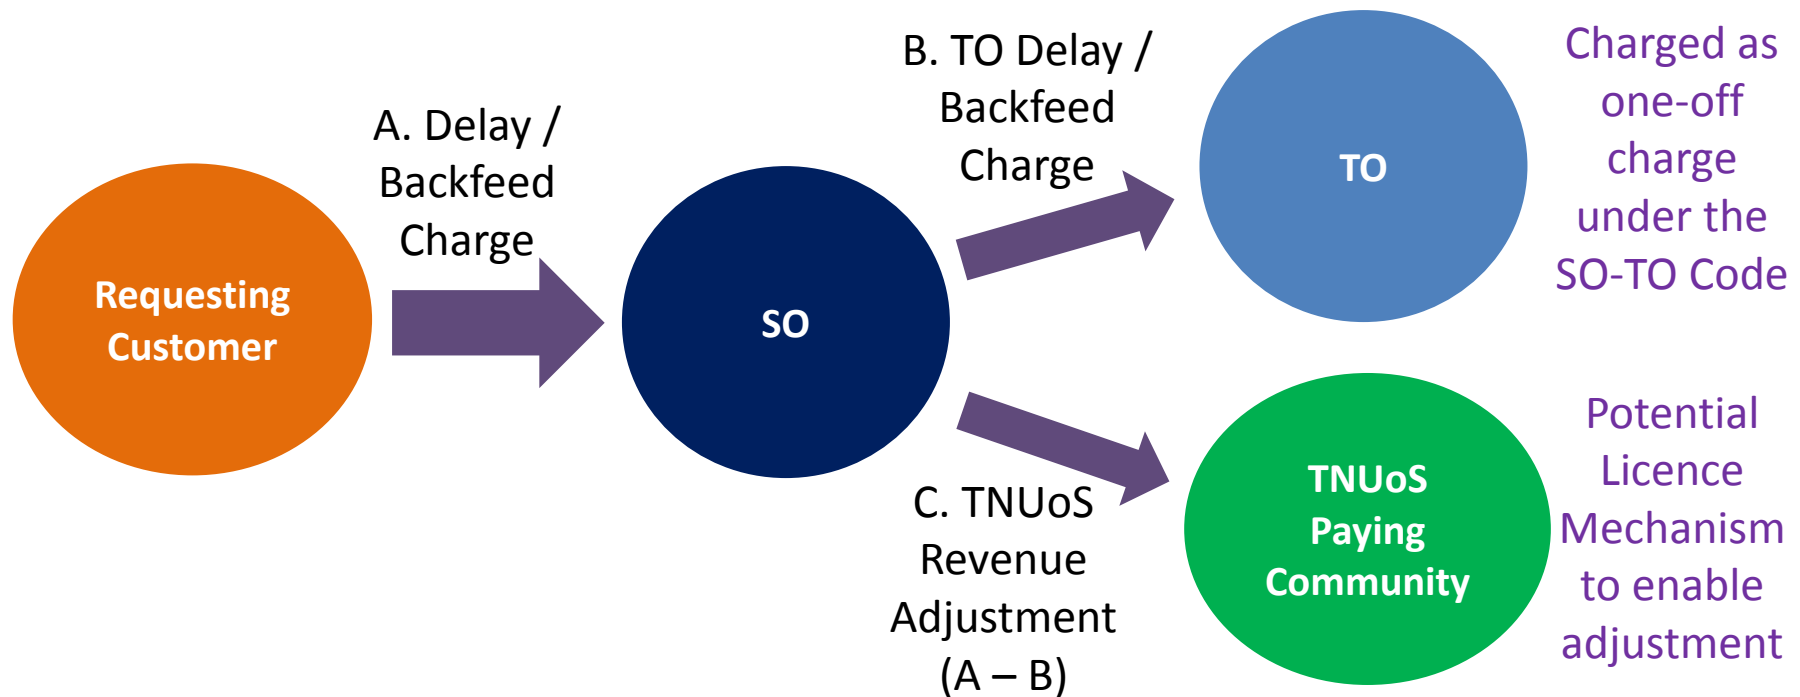 Requesting
Customer
A. Delay /
Backfeed
Charge
SO
B. TO Delay /
Backfeed
Charge
TO
Charged as
one-off
charge
under the
SO-TO Code
C. TNUoS
Revenue
Adjustment
(A – B)
TNUoS
Paying
Community
Potential
Licence
Mechanism
to enable
adjustment